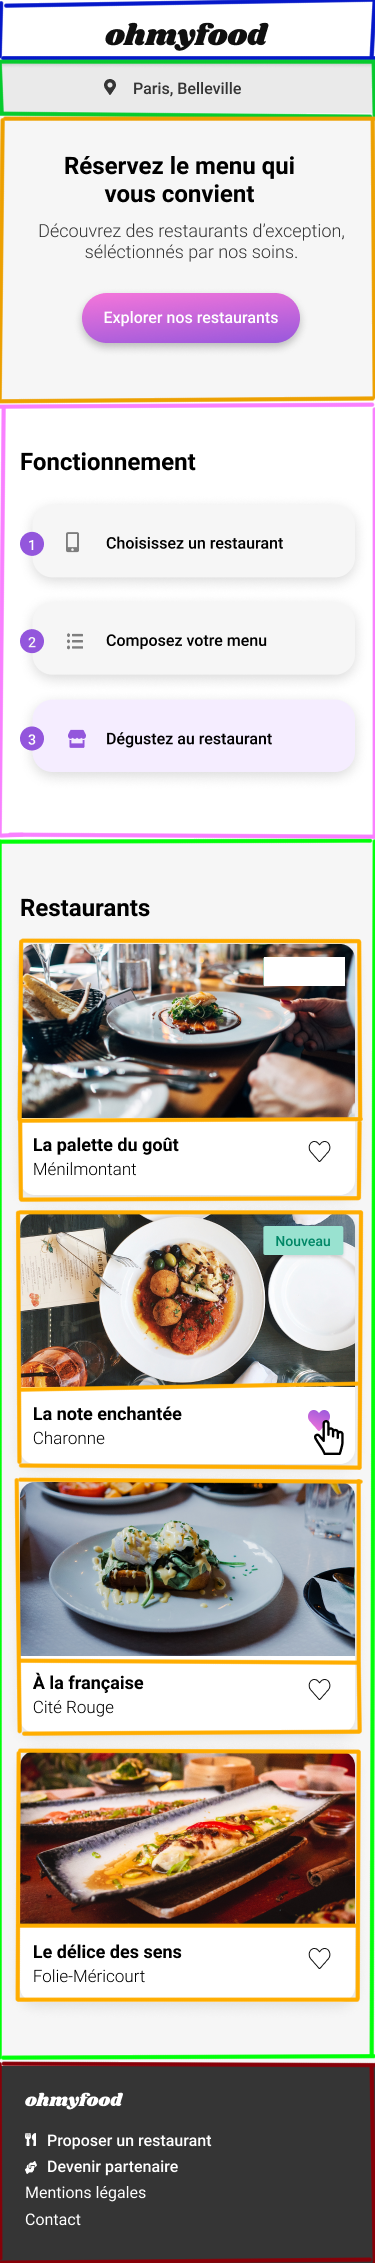 ohmyfood
Paris, Belleville
Réservez le menu qui
vous convient
Découvrez des restaurants d’exception,
séléctionnés par nos soins.
Explorer nos restaurants
Fonctionnement
1 Choisissez un restaurant
2 Composez votre menu
3 Dégustez au restaurant
Restaurants
La palette du goût
Ménilmontant
Nouveau
La note enchantée
Charonne
À la française
Cité Rouge
Le délice des sens
Folie-Méricourt
ohmyfood
Proposer un restaurant
Devenir partenaire
Mentions légales
Contact